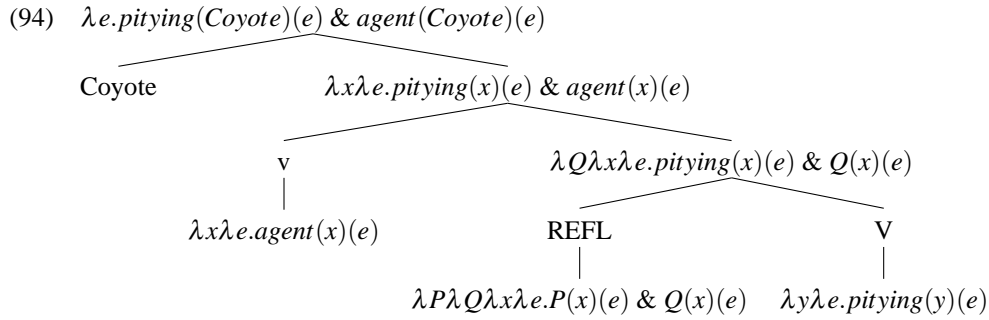 (94) λe.pitying(Coyote)(e) & agent(Coyote)(e)
Coyote λxλe.pitying(x)(e) & agent(x)(e)
v λQλxλe.pitying(x)(e) & Q(x)(e)
λxλe.agent(x)(e) REFL V
λPλQλxλe.P(x)(e) & Q(x)(e) λyλe.pitying(y)(e)